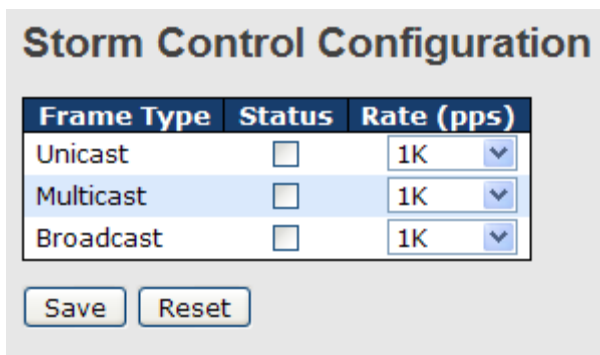 Storm Control Configuration
Frame Type Status Rate (pps)
Unicast 1K
Multicast 1K
Broadcast 1K
Save Reset